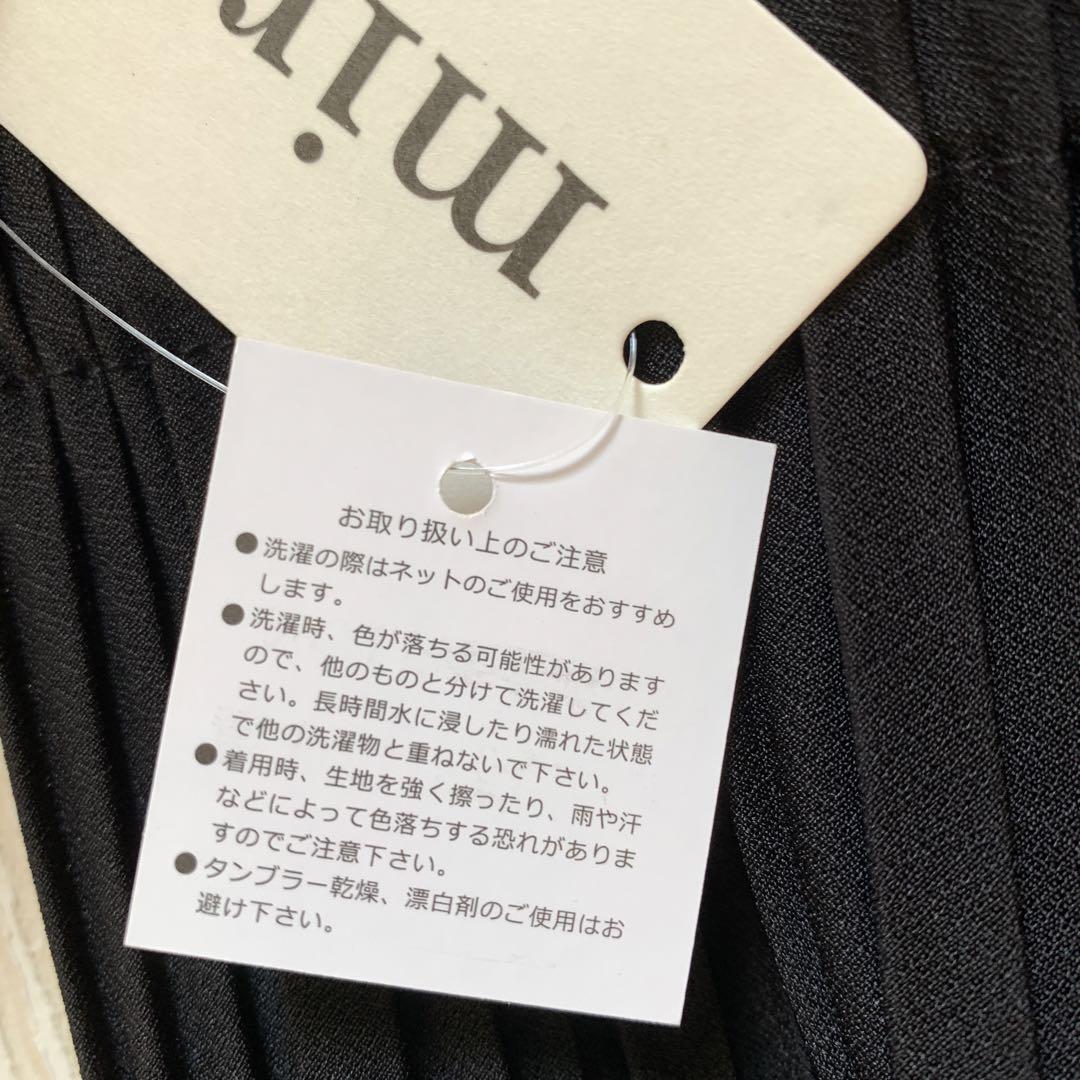 mir
お取り扱い上のご注意
●洗濯の際はネットのご使用をおすすめ
します。
●洗濯時、色が落ちる可能性があります
ので、他のものと分けて洗濯してくだ
さい。長時間水に浸したり濡れた状態
で他の洗濯物と重ねないで下さい。
●着用時、生地を強く擦ったり、雨や汗
などによって色落ちする恐れがありま
すのでご注意下さい。
●タンブラー乾燥、漂白剤のご使用はお
避け下さい。